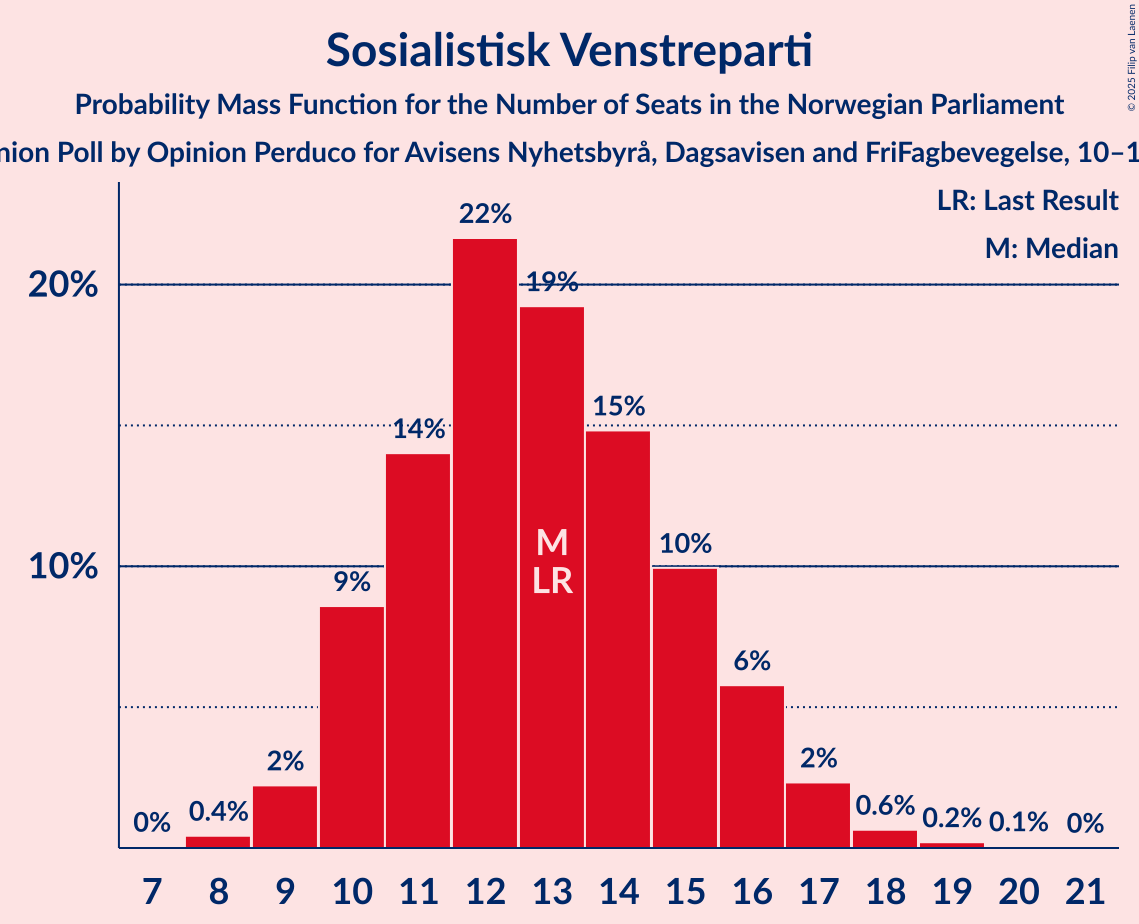 Sosialistisk Venstreparti
Probability Mass Function for the Number of Seats in the Norwegian Parliament
Poll by Opinion Perduco for Avisens Nyhetsbyrå, Dagsavisen and FriFagbevegelse,
© 2025 Filip van Laenen
LR: Last Result
M: Median
20%
10%
0%
0.4%
2%
9%
14%
22%
19%
15%
10%
6%
2%
0.6%
0.2%
0.1%
0%
M
LR
7 8 9 10 11 12 13 14 15 16 17 18 19 20 21